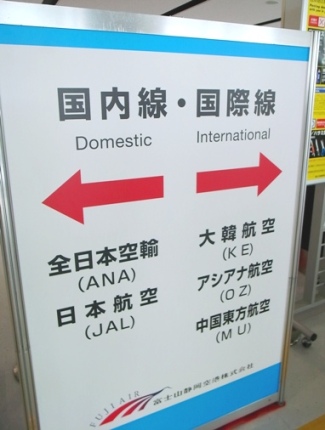 国内線・国際線
Domestic International
全日本空輸
(ANA)
日本航空
(JAL)
大韓航空
(KE)
アシアナ航空
(OZ)
中国東方航空
(MU)
FUJI AIR
富士山静岡空港株式会社